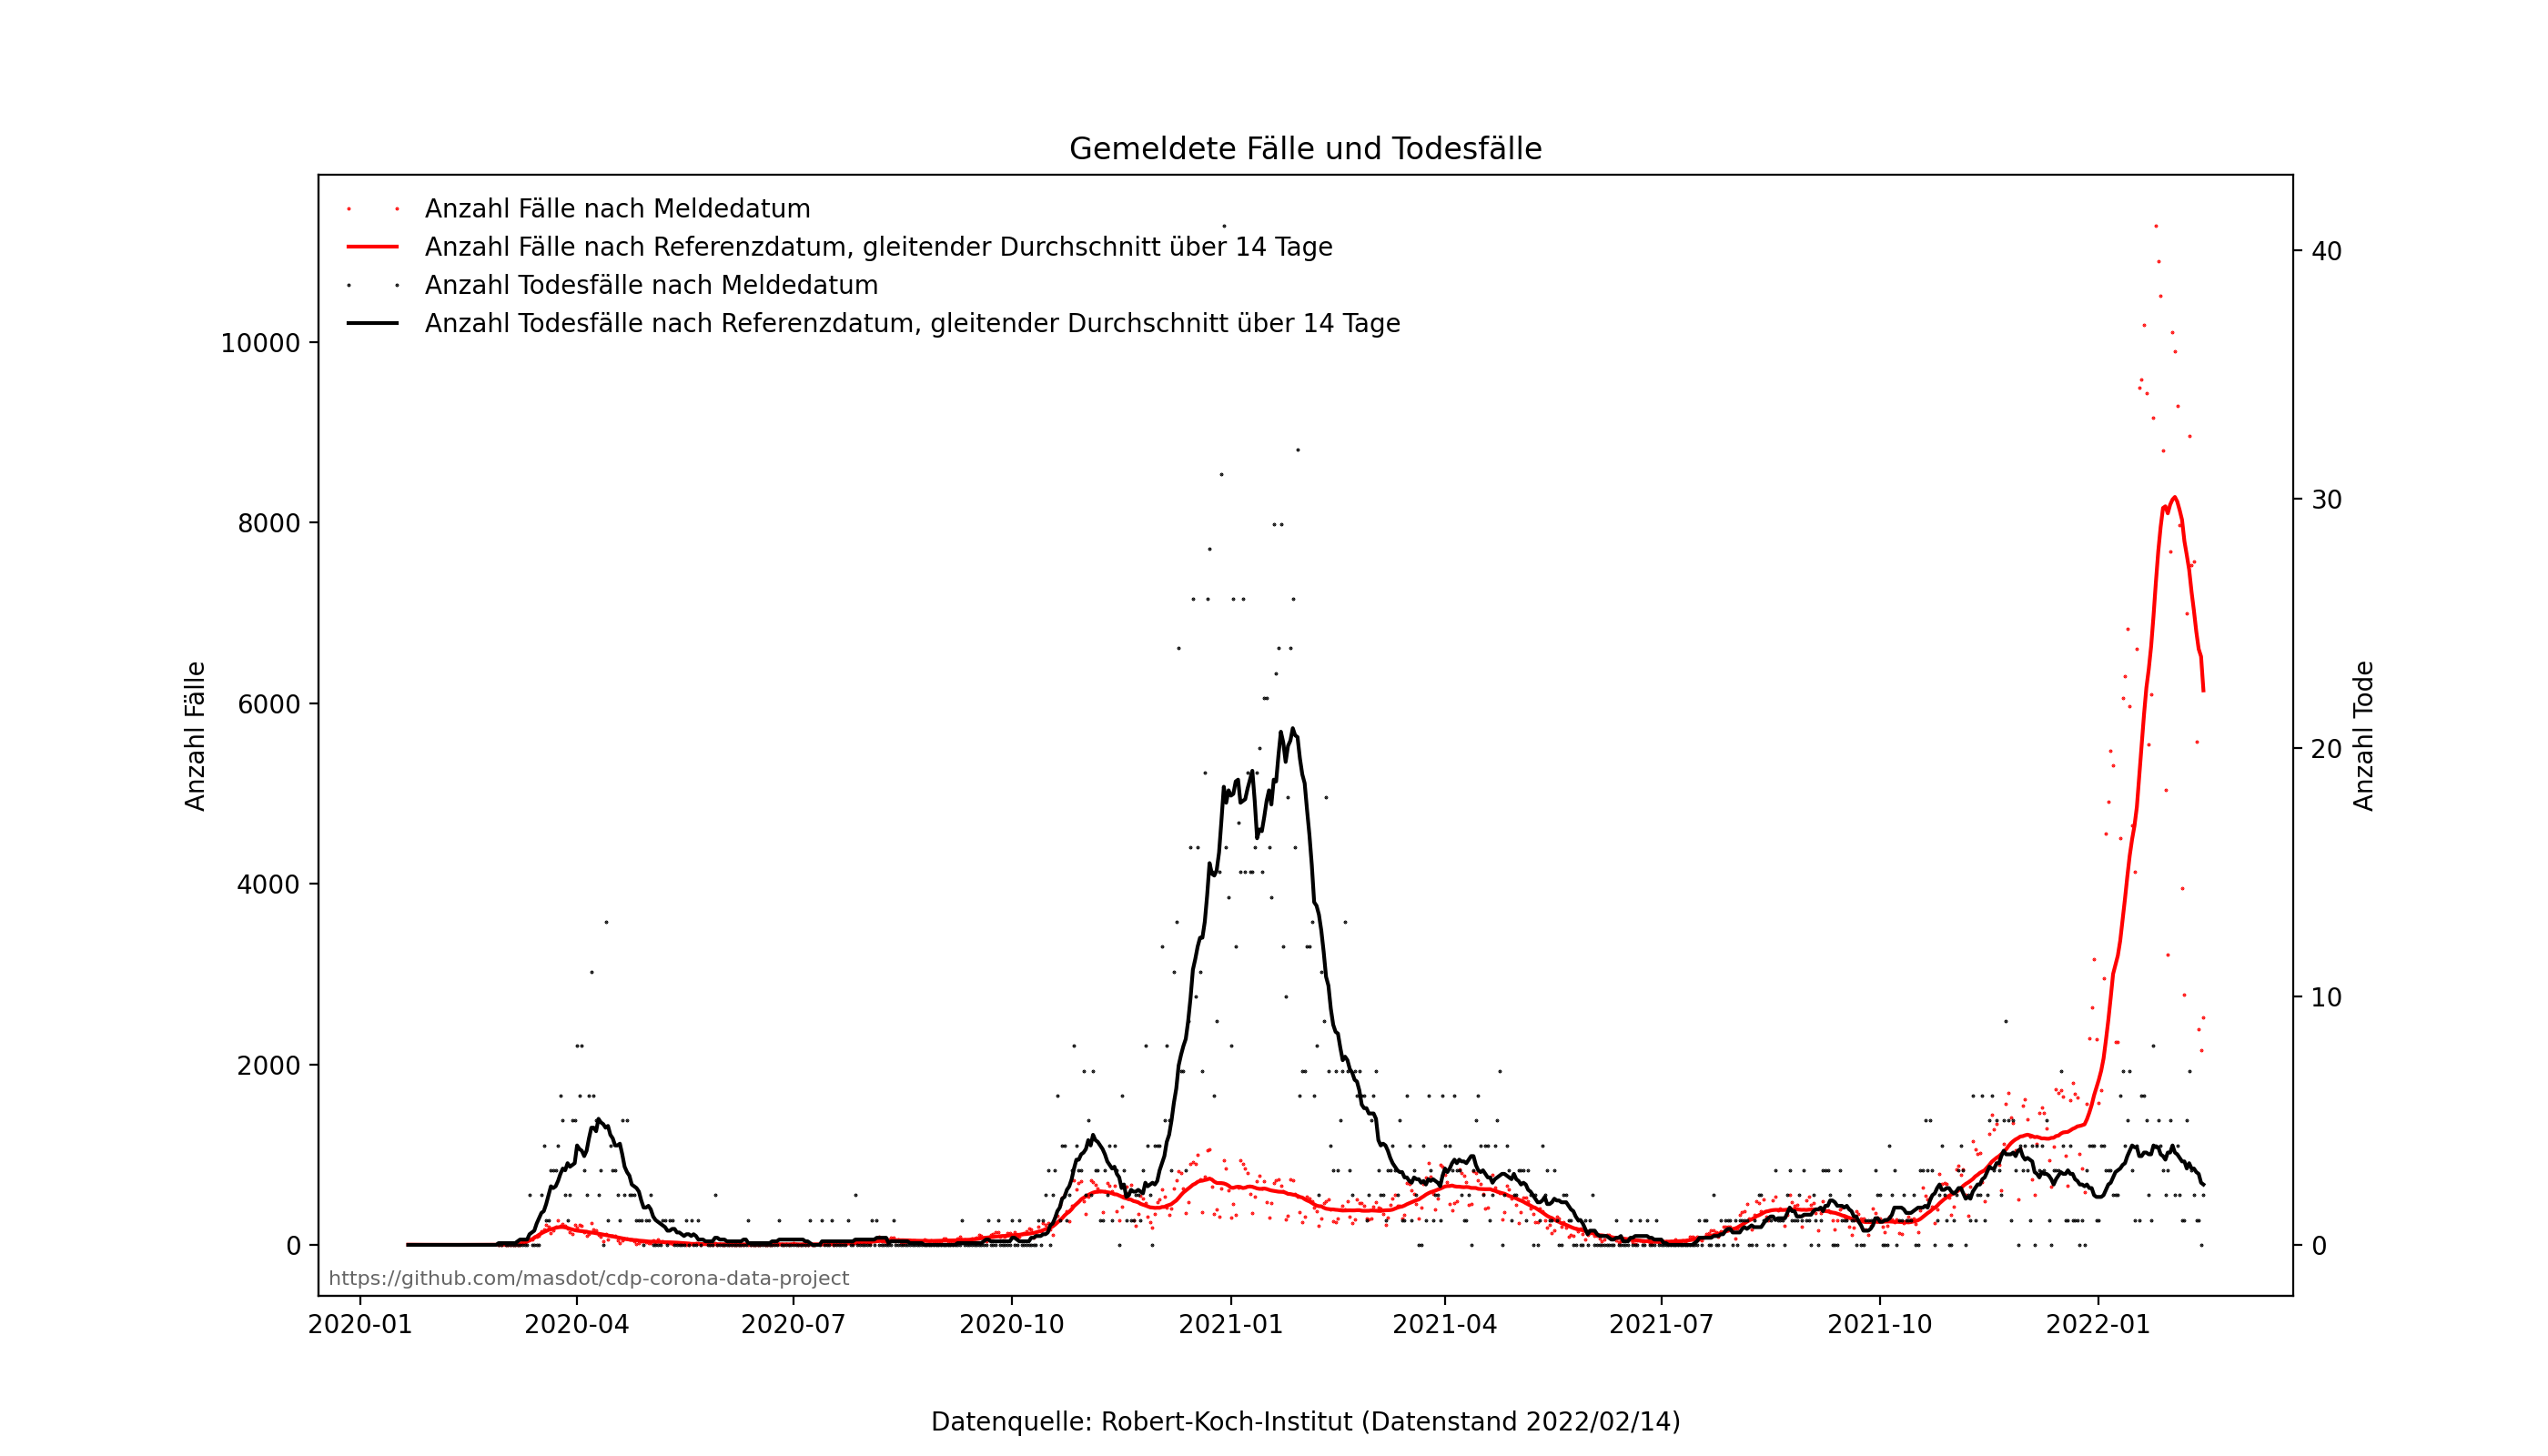 Gemeldete Fälle und Todesfälle
Anzahl Fälle nach Meldedatum
Anzahl Fälle nach Referenzdatum, gleitender Durchschnitt über 14 Tage
Anzahl Todesfälle nach Meldedatum
Anzahl Todesfälle nach Referenzdatum, gleitender Durchschnitt über 14 Tage
Anzahl Fälle
10000
8000
6000
4000
2000
0
Anzahl Tode
40
30
20
10
0
https://github.com/masdot/cdp-corona-data-project
2020-01 2020-04 2020-07 2020-10 2021-01 2021-04 2021-07 2021-10 2022-01
Datenquelle: Robert-Koch-Institut (Datenstand 2022/02/14)